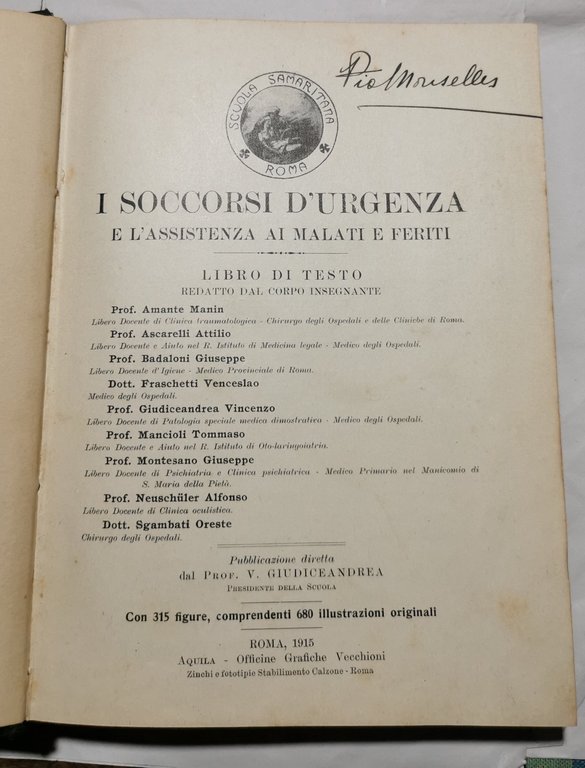 Pio Monselles
SCUOLA SAMARITANA
ROMA
I SOCCORSI D'URGENZA
E L'ASSISTENZA AI MALATI E FERITI
LIBRO DI TESTO
REDATTO DAL CORPO INSEGNANTE
Prof. Amante Manin
Libero Docente di Clinica traumatologica - Chirurgo degli Ospedali e delle Cliniche di Roma.
Prof. Ascarelli Attilio
Libero Docente e Aiuto nel R. Istituto di Medicina legale - Medico degli Ospedali.
Prof. Badaloni Giuseppe
Libero Docente d'Igiene - Medico Provinciale di Roma.
Dott. Fraschetti Venceslao
Medico degli Ospedali.
Prof. Giudiceandrea Vincenzo
Libero Docente di Patologia speciale medica dimostrativa - Medico degli Ospedali.
Prof. Mancioli Tommaso
Libero Docente e Aiuto nel R. Istituto di Oto-laringoiatria.
Prof. Montesano Giuseppe
Libero Docente di Psichiatria e Clinica psichiatrica - Medico Primario nel Manicomio di
S. Maria della Pietà.
Prof. Neuschüler Alfonso
Libero Docente di Clinica oculistica.
Dott. Sgambati Oreste
Chirurgo degli Ospedali.
Pubblicazione diretta
dal PROF. V. GIUDICEANDREA
PRESIDENTE DELLA SCUOLA
Con 315 figure, comprendenti 680 illustrazioni originali
ROMA, 1915
AQUILA - Officine Grafiche Vecchioni
Zinchi e fototipie Stabilimento Calzone - Roma